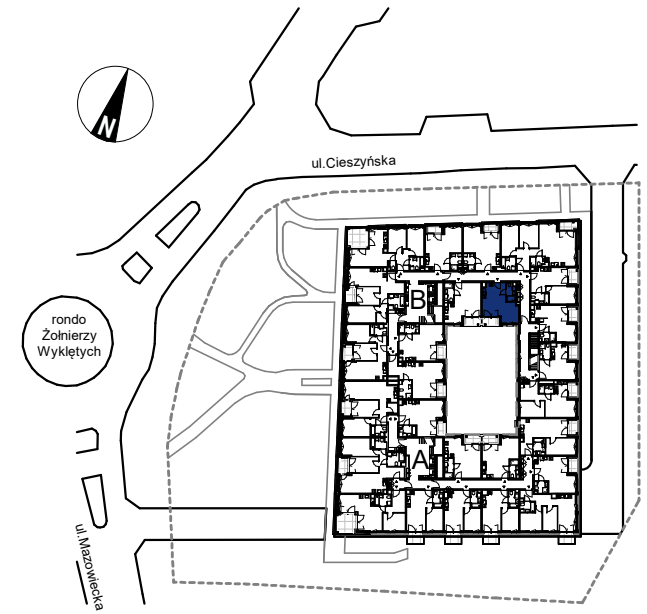 N
ul.Cieszyńska
B
rondo
Żołnierzy
Wyklętych
A
ul.Mazowiecka